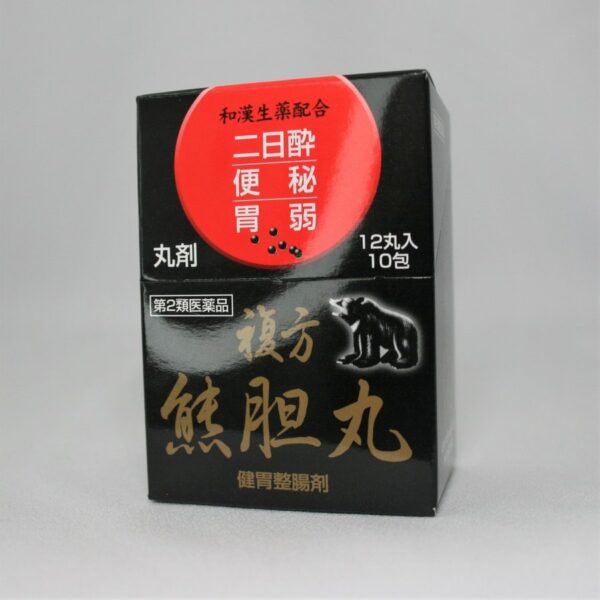 和漢生薬配合
二日酔
便秘
胃弱
丸剤
12丸入
10包
第2類医薬品
複方
熊胆丸
健胃整腸剤